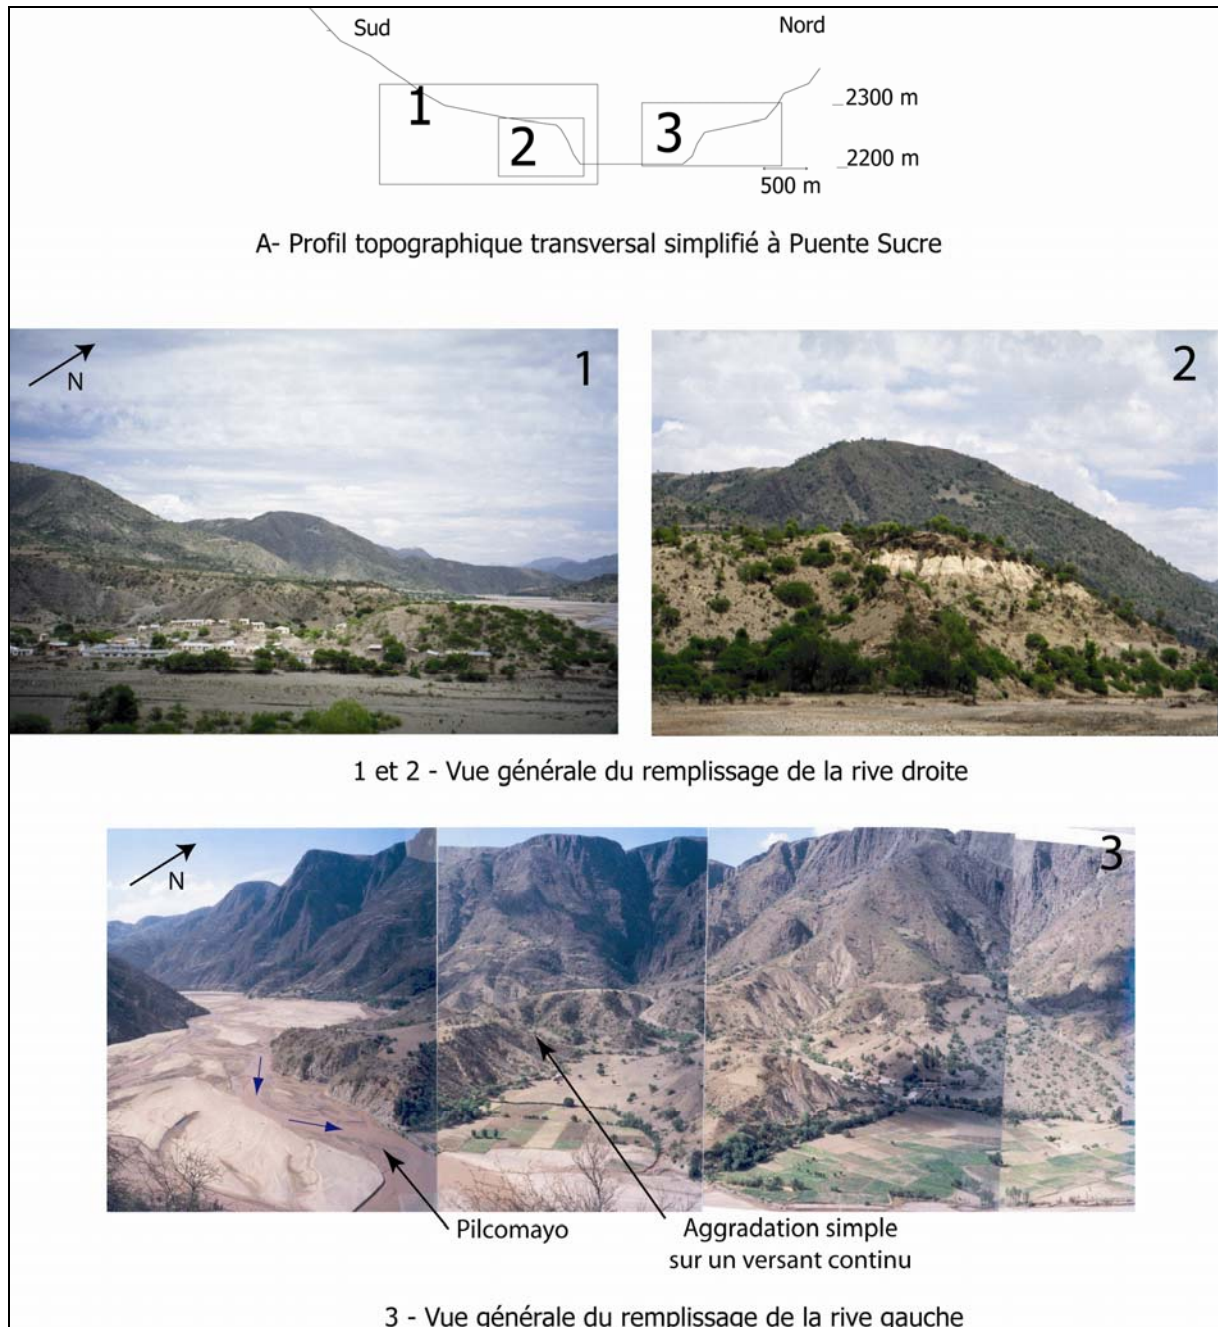 Sud
Nord
1
2
3
2300 m
2200 m
500 m
A- Profil topographique transversal simplifié à Puente Sucre
N
1
2
1 et 2 - Vue générale du remplissage de la rive droite
N
3
Pilcomayo
Aggradation simple
sur un versant continu
3 - Vue générale du remplissage de la rive gauche